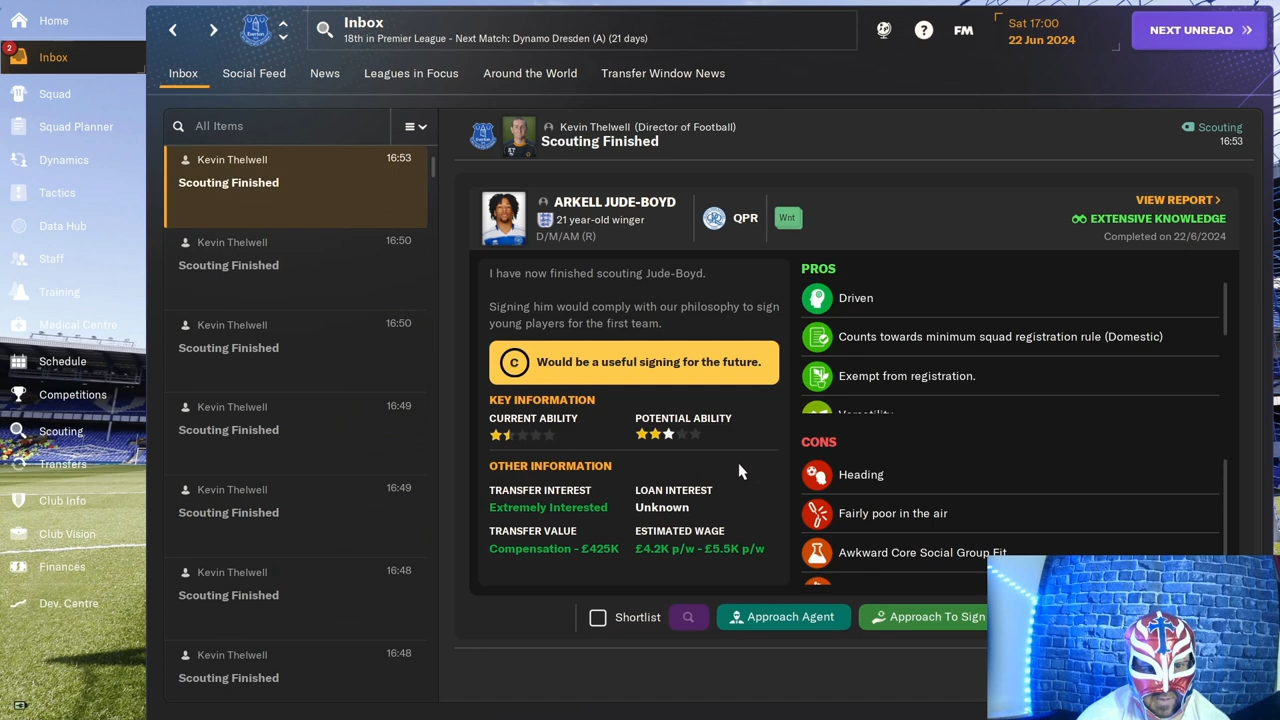 Home
2
Inbox
Squad
Squad Planner
Dynamics
Tactics
Data Hub
Staff
Training
Medical Centre
Schedule
Competitions
Scouting
Transfers
Club Info
Club Vision
Finances
Dev. Centre
Everton
Inbox
18th in Premier League - Next Match: Dynamo Dresden (A) (21 days)
?
FM
Sat 17:00
22 Jun 2024
NEXT UNREAD
Inbox
Social Feed
News
Leagues in Focus
Around the World
Transfer Window News
All Items
Kevin Thelwell
16:53
Scouting Finished
Kevin Thelwell
16:50
Scouting Finished
Kevin Thelwell
16:50
Scouting Finished
Kevin Thelwell
16:49
Scouting Finished
Kevin Thelwell
16:49
Scouting Finished
Kevin Thelwell
16:48
Scouting Finished
Kevin Thelwell
16:48
Scouting Finished
Kevin Thelwell (Director of Football)
Scouting Finished
Scouting
16:53
ARKELL JUDE-BOYD
21 year-old winger
D/M/AM (R)
QPR
Wnt
VIEW REPORT >
EXTENSIVE KNOWLEDGE
Completed on 22/6/2024
I have now finished scouting Jude-Boyd.
Signing him would comply with our philosophy to sign
young players for the first team.
C
Would be a useful signing for the future.
KEY INFORMATION
CURRENT ABILITY
POTENTIAL ABILITY
OTHER INFORMATION
TRANSFER INTEREST
LOAN INTEREST
Extremely Interested
Unknown
TRANSFER VALUE
ESTIMATED WAGE
Compensation - £425K
£4.2K p/w - £5.5K p/w
PROS
Driven
Counts towards minimum squad registration rule (Domestic)
Exempt from registration.
Versatility
CONS
Heading
Fairly poor in the air
Awkward Core Social Group Fit
Shortlist
Approach Agent
Approach To Sign